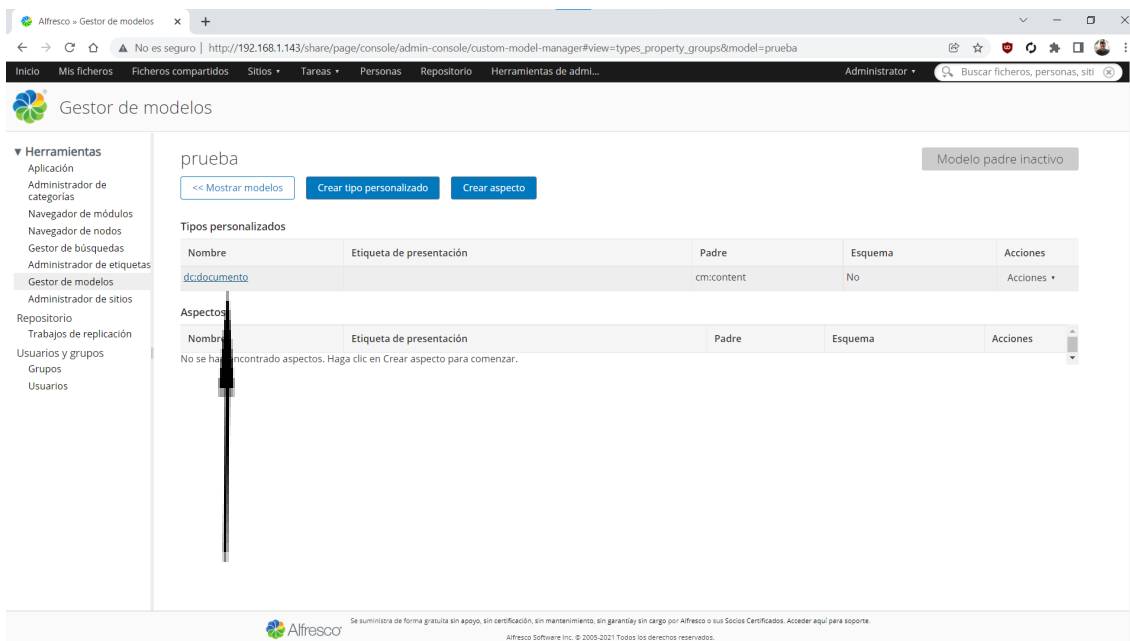 Alfresco » Gestor de modelos
No es seguro | http://192.168.1.143/share/page/console/admin-console/custom-model-manager#view=types_property_groups&model=prueba
Inicio Mis ficheros Ficheros compartidos Sitios Tareas Personas Repositorio Herramientas de admi... Administrator Buscar ficheros, personas, siti
Gestor de modelos
Herramientas
Aplicación
Administrador de
categorías
Navegador de módulos
Navegador de nodos
Gestor de búsquedas
Administrador de etiquetas
Gestor de modelos
Administrador de sitios
Repositorio
Trabajos de replicación
Usuarios y grupos
Grupos
Usuarios
prueba
Modelo padre inactivo
<< Mostrar modelos Crear tipo personalizado Crear aspecto
Tipos personalizados
Nombre Etiqueta de presentación Padre Esquema Acciones
dc:documento cm:content No Acciones
Aspectos
Nombre Etiqueta de presentación Padre Esquema Acciones
No se han encontrado aspectos. Haga clic en Crear aspecto para comenzar.
Alfresco
Se suministra de forma gratuita sin apoyo, sin certificación, sin mantenimiento, sin garantíay sin cargo por Alfresco o sus Socios Certificados. Acceder aquí para soporte.
Alfresco Software Inc. © 2005-2021 Todos los derechos reservados.